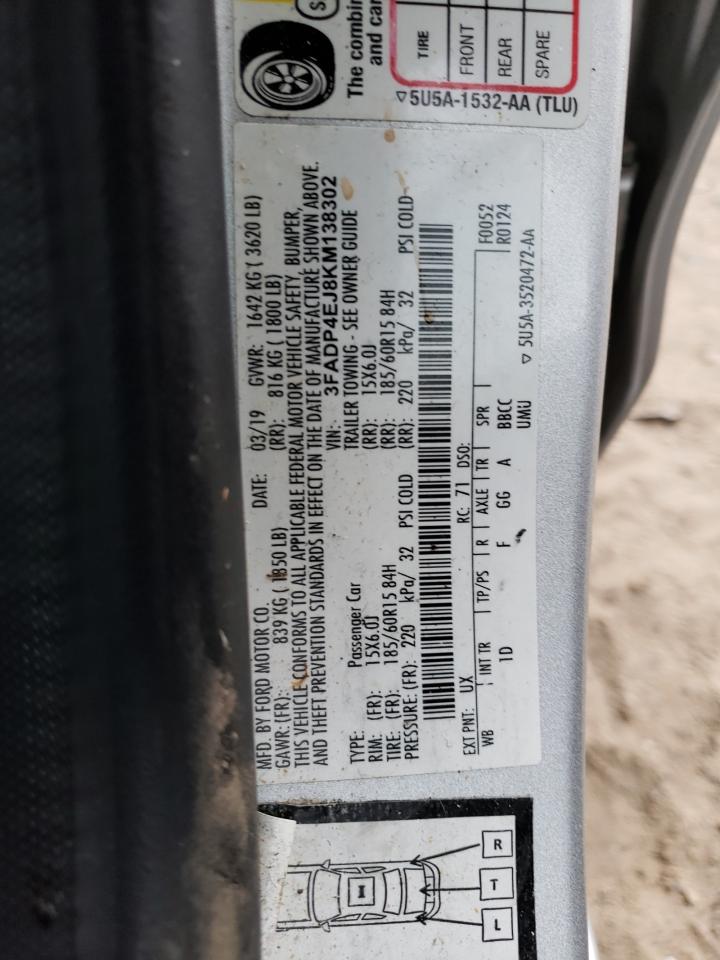 The combin
and car
TIRE
FRONT
REAR
SPARE
5U5A-1532-AA (TLU)
MFD. BY FORD MOTOR CO. DATE: 03/19 GVWR: 1642 KG ( 3620 LB)
GAWR: (FR): 839 KG ( 1850 LB) (RR): 816 KG ( 1800 LB)
THIS VEHICLE CONFORMS TO ALL APPLICABLE FEDERAL MOTOR VEHICLE SAFETY, BUMPER,
AND THEFT PREVENTION STANDARDS IN EFFECT ON THE DATE OF MANUFACTURE SHOWN ABOVE.
VIN: 3FADP4EJ8KM138302
TYPE: Passenger Car TRAILER TOWING - SEE OWNER GUIDE
RIM: (FR): 15X6.0J (RR): 15X6.0J
TIRE: (FR): 185/60R15 84H (RR): 185/60R15 84H
PRESSURE: (FR): 220 kPa/ 32 PSI COLD (RR): 220 kPa/ 32 PSI COLD
EXT PNT: UX RC: 71 DSO: F0052
WB INT TR TP/PS R AXLE TR SPR R0124
1D F GG A BBCC
UMU
5U5A-3520472-AA
R
T
L